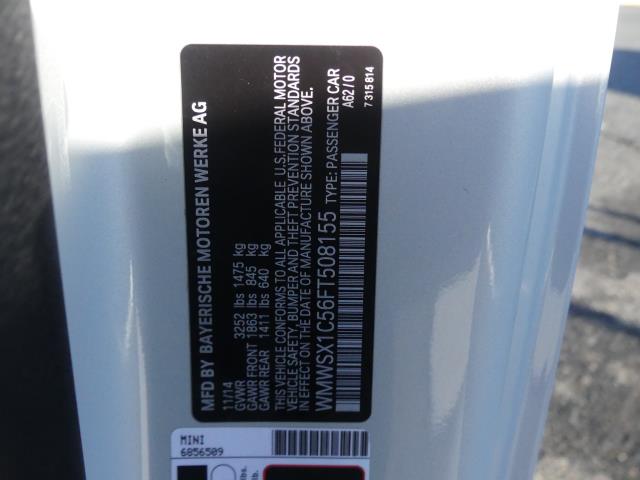 MFD BY BAYERISCHE MOTOREN WERKE AG
11/14
GVWR 3252 lbs 1475 kg
GAWR FRONT 1863 lbs 845 kg
GAWR REAR 1411 lbs 640 kg
THIS VEHICLE CONFORMS TO ALL APPLICABLE U.S.FEDERAL MOTOR
VEHICLE SAFETY, BUMPER AND THEFT PREVENTION STANDARDS
IN EFFECT ON THE DATE OF MANUFACTURE SHOWN ABOVE.
WMWSX1C56FT508155 TYPE: PASSENGER CAR
A62/0
7 315 814
MINI
6856509
lbs.
lb.